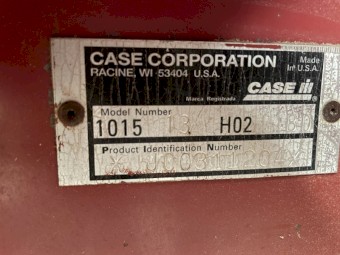 CASE CORPORATION
RACINE, WI 53404 U.S.A.
Made
In U.S.A.
Marca Registrada
CASE IH
Model Number
1015 H02
Product Identification Number